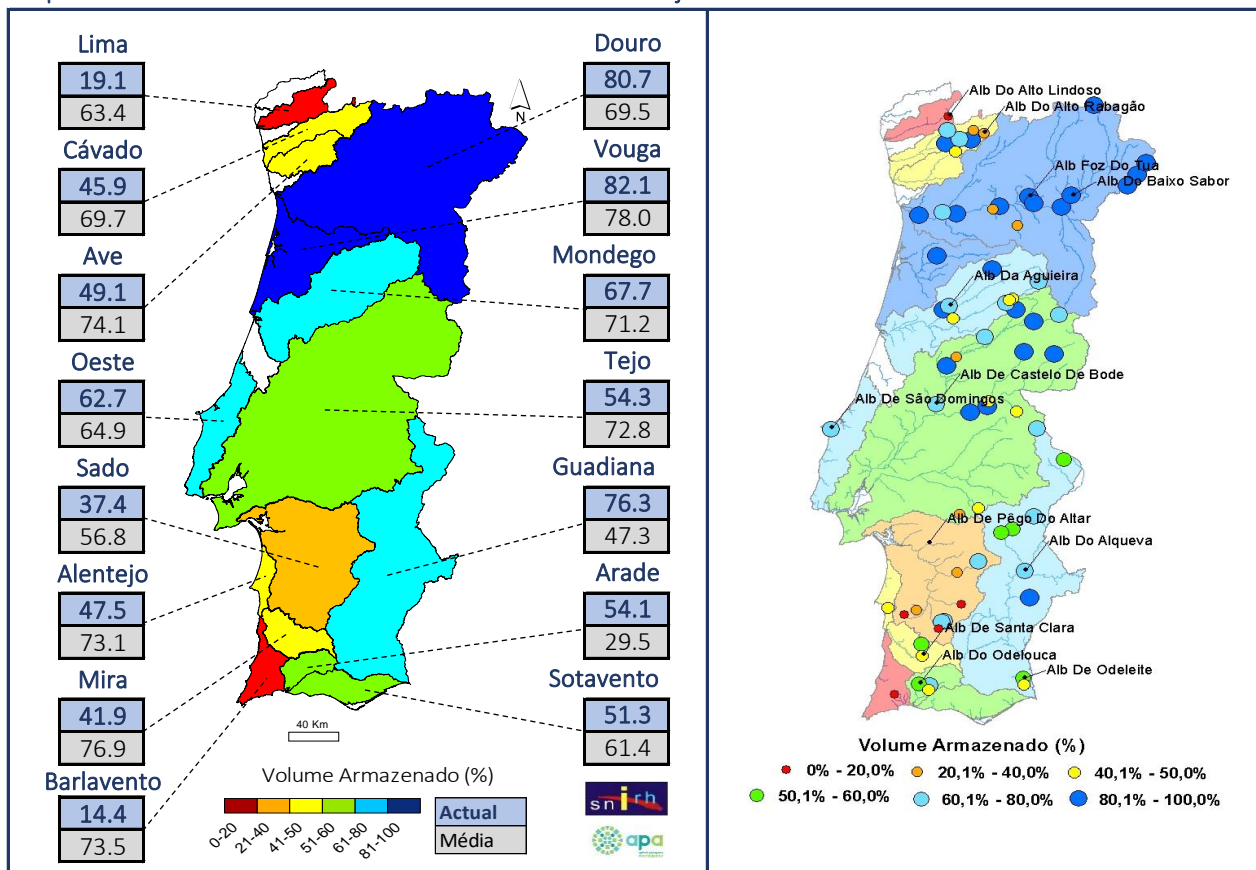 Lima
19.1
63.4
Cávado
45.9
69.7
Ave
49.1
74.1
Oeste
62.7
64.9
Sado
37.4
56.8
Alentejo
47.5
73.1
Mira
41.9
76.9
Barlavento
14.4
73.5
Douro
80.7
69.5
Vouga
82.1
78.0
Mondego
67.7
71.2
Tejo
54.3
72.8
Guadiana
76.3
47.3
Arade
54.1
29.5
Sotavento
51.3
61.4
N
40 Km
Volume Armazenado (%)
0-20
21-40
41-50
51-60
61-80
81-100
Actual
Média
snirh
apa
Alb Do Alto Lindoso
Alb Do Alto Rabagão
Alb Foz Do Tua
Alb Do Baixo Sabor
Alb Da Aguieira
Alb De Castelo De Bode
Alb De São Domingos
Alb De Pêgo Do Altar
Alb Do Alqueva
Alb De Santa Clara
Alb Do Odelouca
Alb De Odeleite
Volume Armazenado (%)
0% - 20,0%
20,1% - 40,0%
40,1% - 50,0%
50,1% - 60,0%
60,1% - 80,0%
80,1% - 100,0%